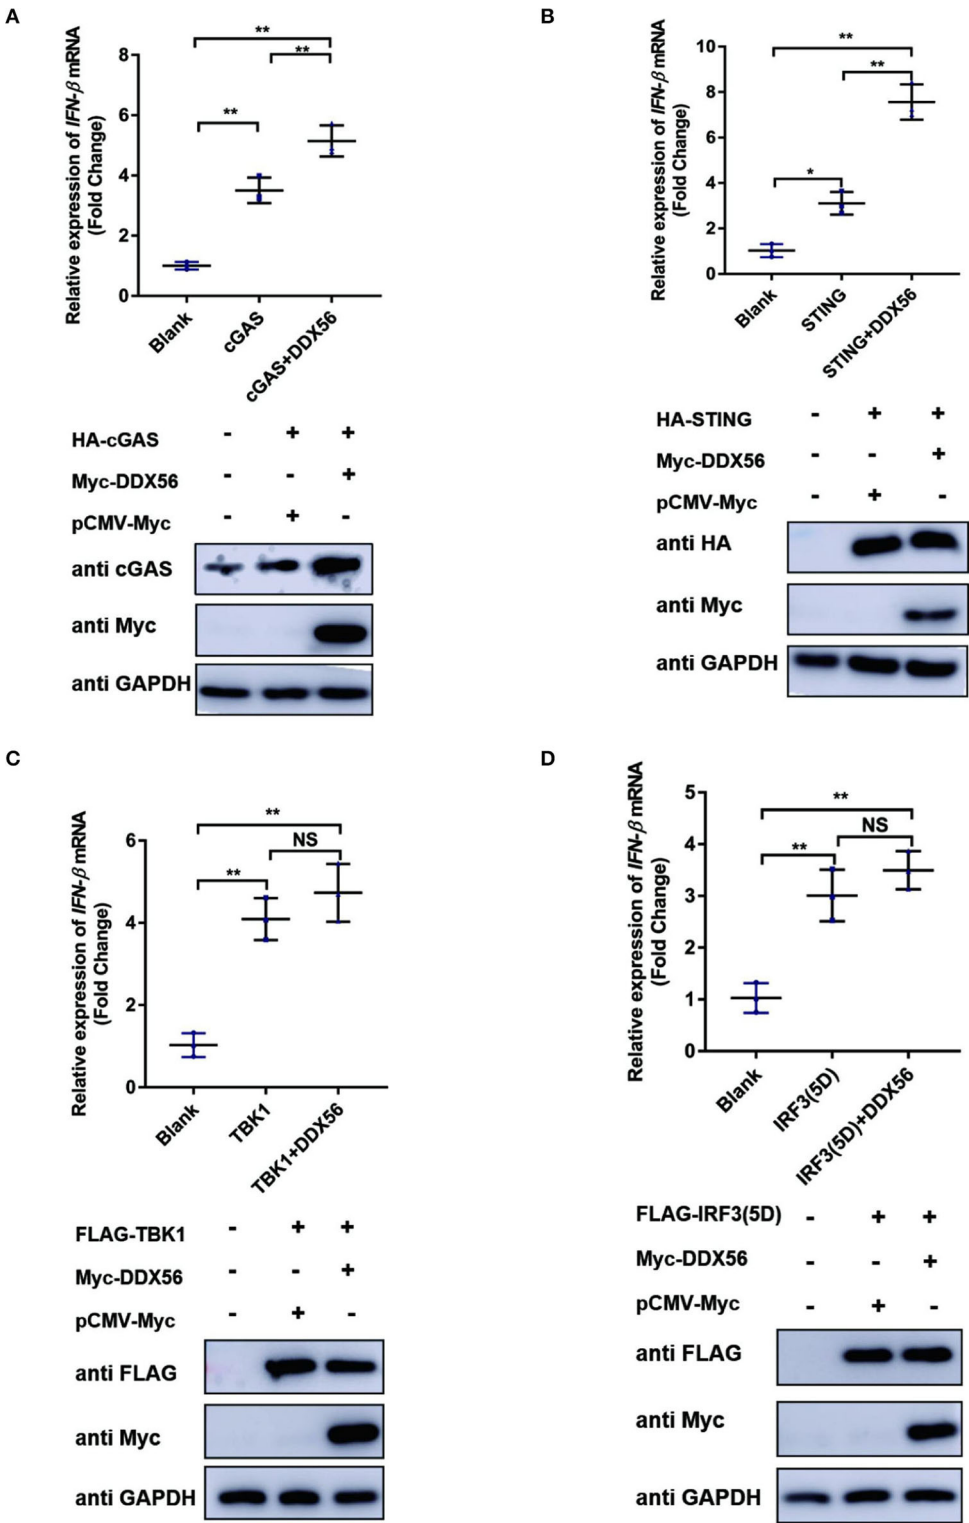 A
Relative expression of IFN-β mRNA
(Fold Change)
8
6
4
2
0
**
**
**
Blank
cGAS
cGAS+DDX56
HA-cGAS - + +
Myc-DDX56 - - +
pCMV-Myc - + -
anti cGAS
anti Myc
anti GAPDH
B
Relative expression of IFN-β mRNA
(Fold Change)
10
8
6
4
2
0
**
**
*
Blank
STING
STING+DDX56
HA-STING - + +
Myc-DDX56 - - +
pCMV-Myc - + -
anti HA
anti Myc
anti GAPDH
C
Relative expression of IFN-β mRNA
(Fold Change)
6
4
2
0
**
NS
**
Blank
TBK1
TBK1+DDX56
FLAG-TBK1 - + +
Myc-DDX56 - - +
pCMV-Myc - + -
anti FLAG
anti Myc
anti GAPDH
D
Relative expression of IFN-β mRNA
(Fold Change)
5
4
3
2
1
0
**
NS
**
Blank
IRF3(5D)
IRF3(5D)+DDX56
FLAG-IRF3(5D) - + +
Myc-DDX56 - - +
pCMV-Myc - + -
anti FLAG
anti Myc
anti GAPDH